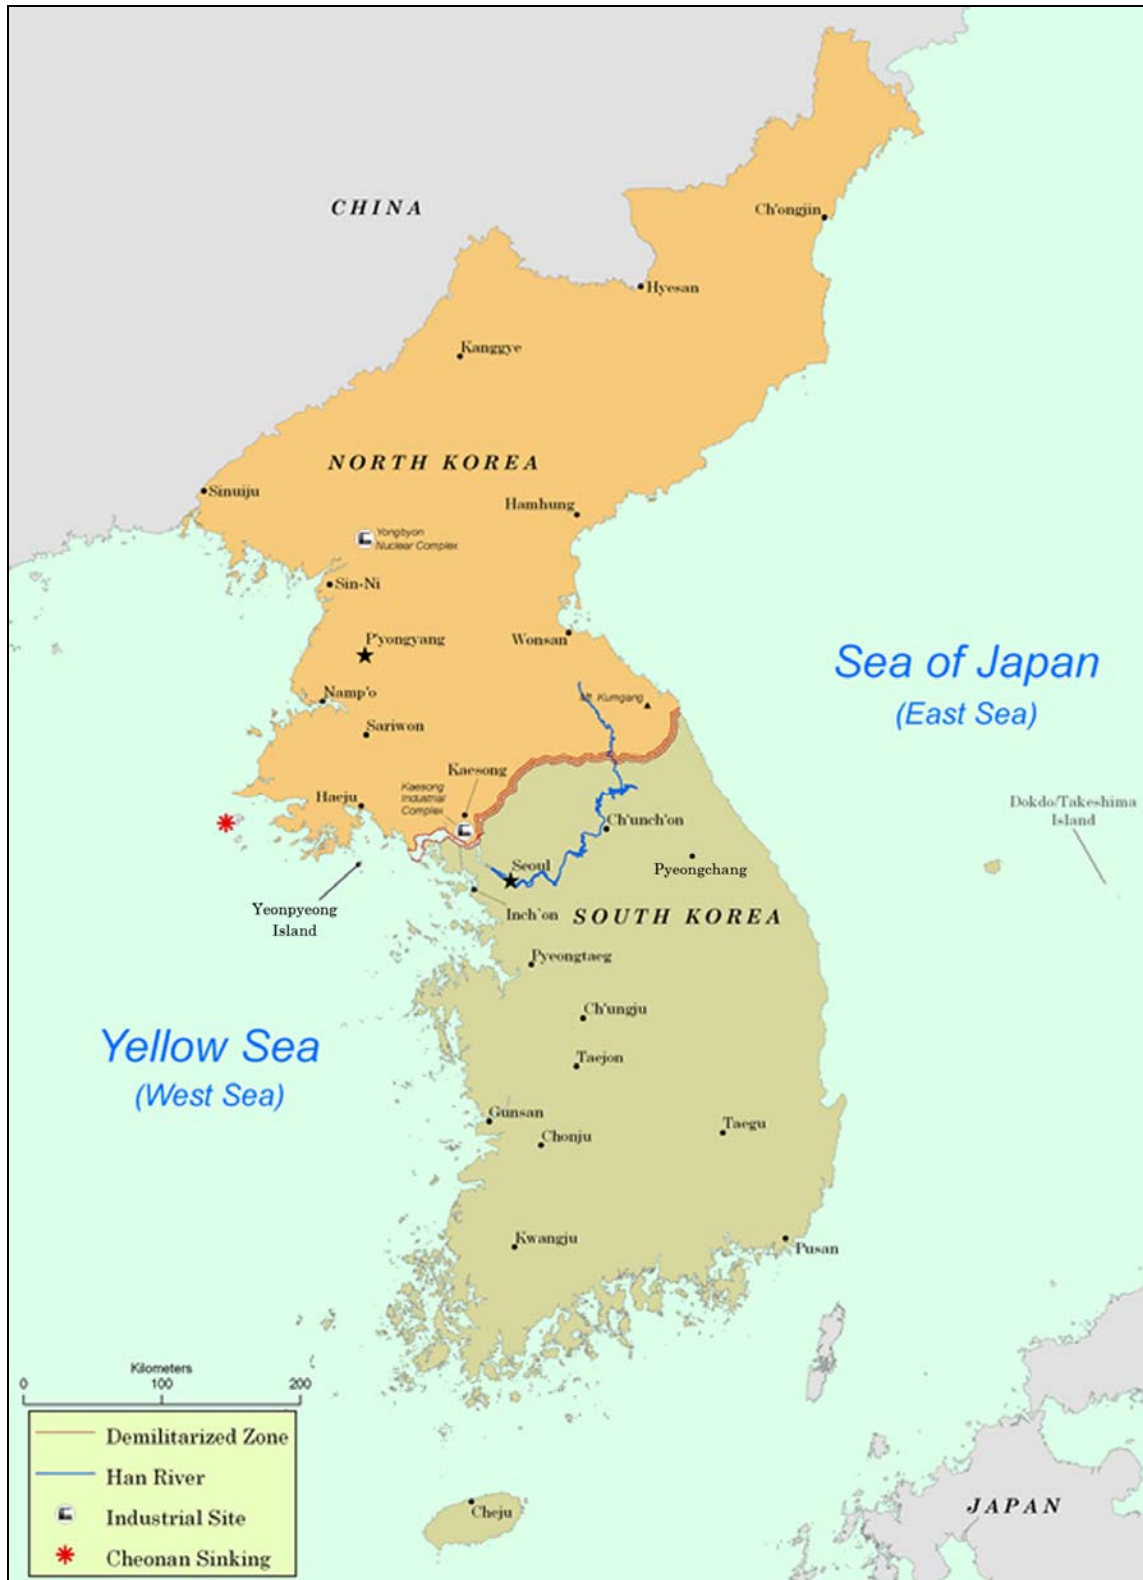 CHINA
Ch'ongjin
Hyesan
Kanggye
NORTH KOREA
Sinuiju
Hamhung
Yongbyon
Nuclear Complex
Sin-Ni
P'yongyang
Wonsan
Sea of Japan
(East Sea)
Namp'o
Mt. Kumgang
Sariwon
Kaesong
Kaesong
Industrial
Complex
Haeju
Dokdo/Takeshima
Island
Ch'unch'on
Seoul
Pyeongchang
Yeonpyeong
Island
Inch`on
SOUTH KOREA
Pyeongtaeg
Ch'ungju
Yellow Sea
(West Sea)
Taejon
Gunsan
Chonju
Taegu
Kwangju
Pusan
Kilometers
0 100 200
Demilitarized Zone
Han River
Industrial Site
Cheonan Sinking
Cheju
JAPAN